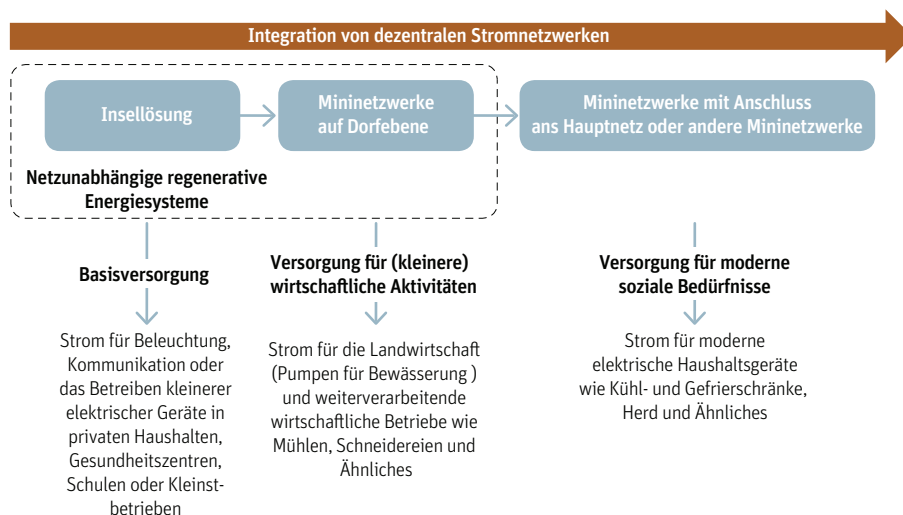 Integration von dezentralen Stromnetzwerken
Insellösung
Mininetzwerke
auf Dorfebene
Mininetzwerke mit Anschluss
ans Hauptnetz oder andere Mininetzwerke
Netzunabhängige regenerative
Energiesysteme
Basisversorgung
Strom für Beleuchtung,
Kommunikation oder
das Betreiben kleinerer
elektrischer Geräte in
privaten Haushalten,
Gesundheitszentren,
Schulen oder Kleinst-
betrieben
Versorgung für (kleinere)
wirtschaftliche Aktivitäten
Strom für die Landwirtschaft
(Pumpen für Bewässerung )
und weiterverarbeitende
wirtschaftliche Betriebe wie
Mühlen, Schneidereien und
Ähnliches
Versorgung für moderne
soziale Bedürfnisse
Strom für moderne
elektrische Haushaltsgeräte
wie Kühl- und Gefrierschränke,
Herd und Ähnliches